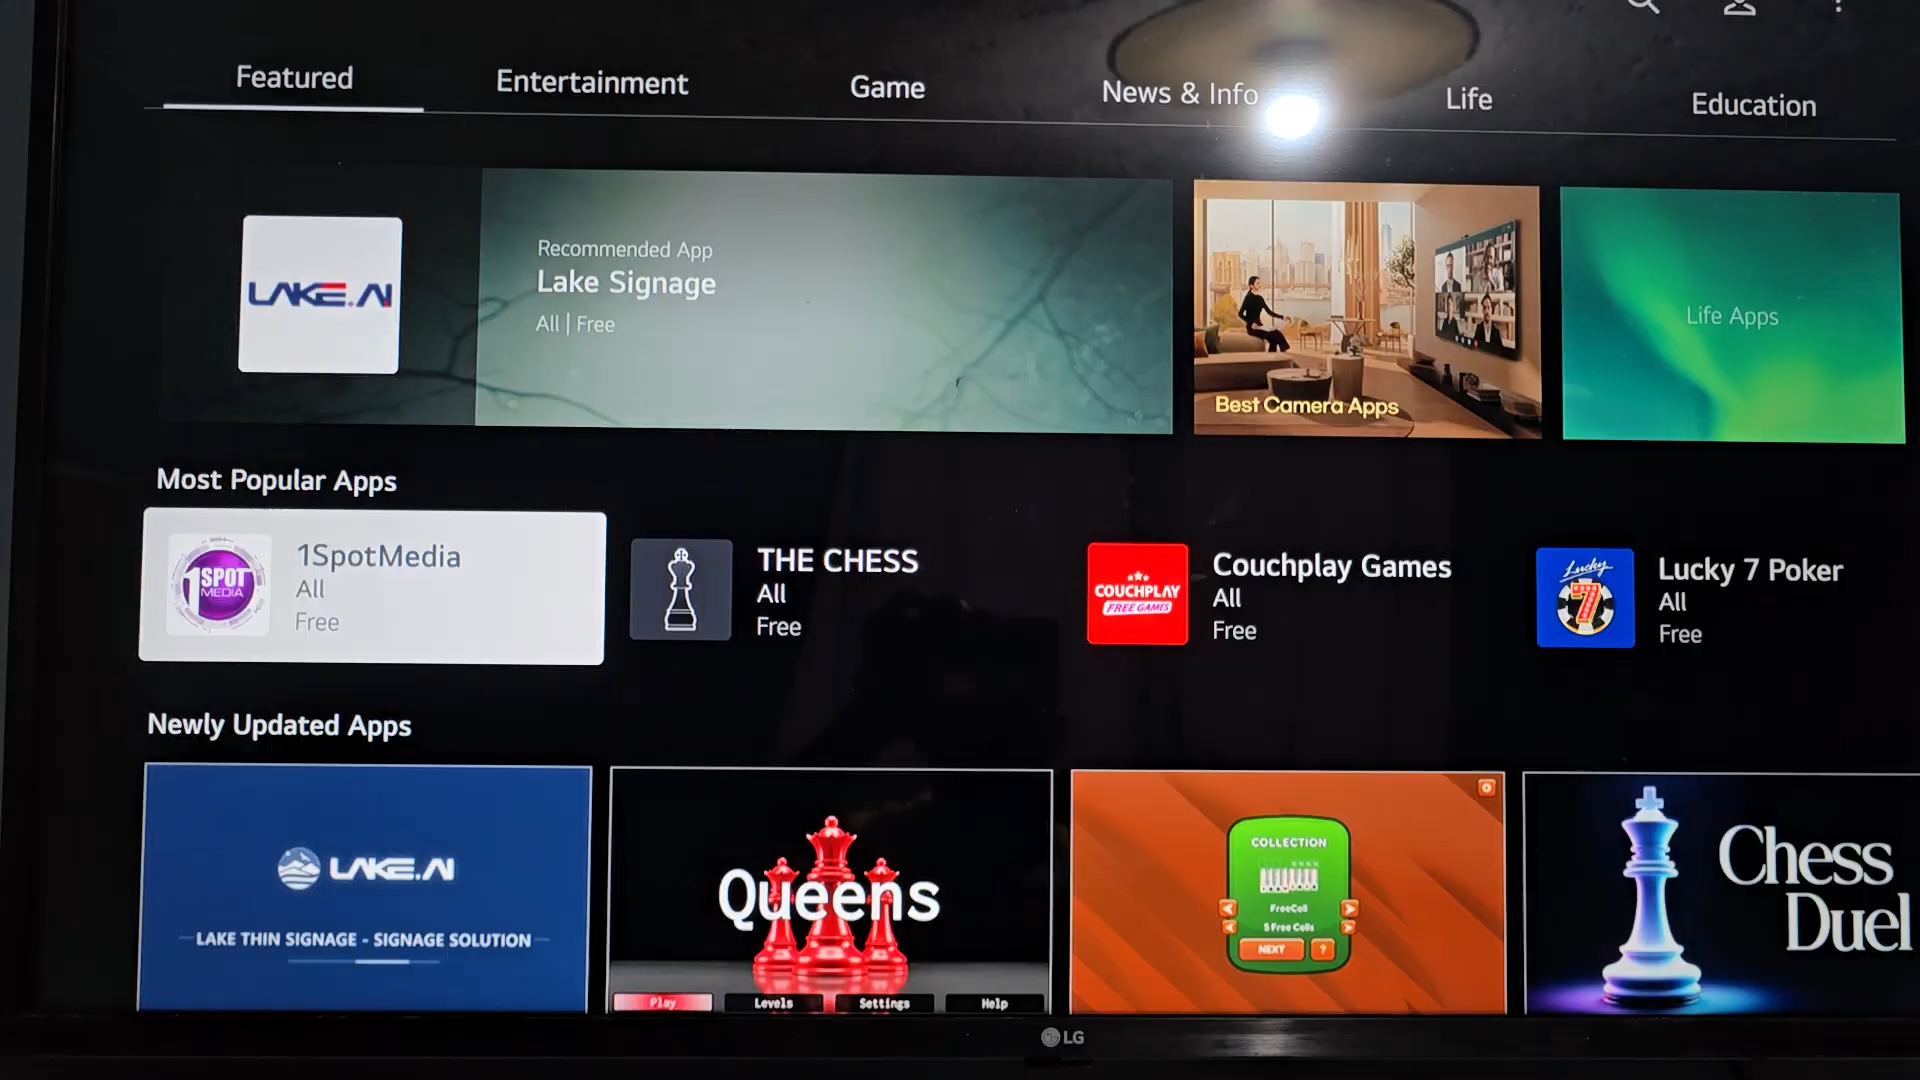 Featured
Entertainment
Game
News & Info
Life
Education
LAKE.AI
Recommended App
Lake Signage
All | Free
Best Camera Apps
Life Apps
Most Popular Apps
1SPOT
MEDIA
1SpotMedia
All
Free
THE CHESS
All
Free
COUCHPLAY
FREE GAMES
Couchplay Games
All
Free
Lucky
7
Lucky 7 Poker
All
Free
Newly Updated Apps
LAKE.AI
LAKE THIN SIGNAGE - SIGNAGE SOLUTION
Queens
Play
Levels
Settings
Help
COLLECTION
FreeCell
5 Free Cells
NEXT
?
Chess
Duel
LG